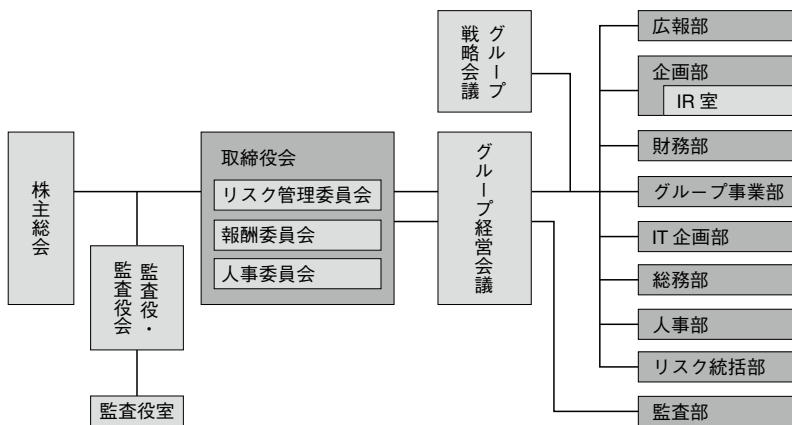 株主総会
監査役・
監査役会
監査役室
取締役会
リスク管理委員会
報酬委員会
人事委員会
グループ
戦略会議
グループ経営会議
広報部
企画部
IR 室
財務部
グループ事業部
IT 企画部
総務部
人事部
リスク統括部
監査部